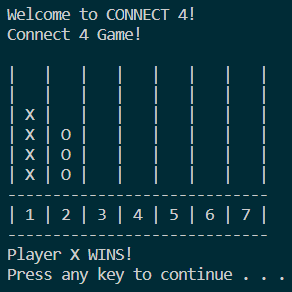 Welcome to CONNECT 4!
Connect 4 Game!
|   |   |   |   |   |   |   |
|   |   |   |   |   |   |   |
| X |   |   |   |   |   |   |
| X | O |   |   |   |   |   |
| X | O |   |   |   |   |   |
| X | O |   |   |   |   |   |
-----------------------------
| 1 | 2 | 3 | 4 | 5 | 6 | 7 |
-----------------------------
Player X WINS!
Press any key to continue . . .